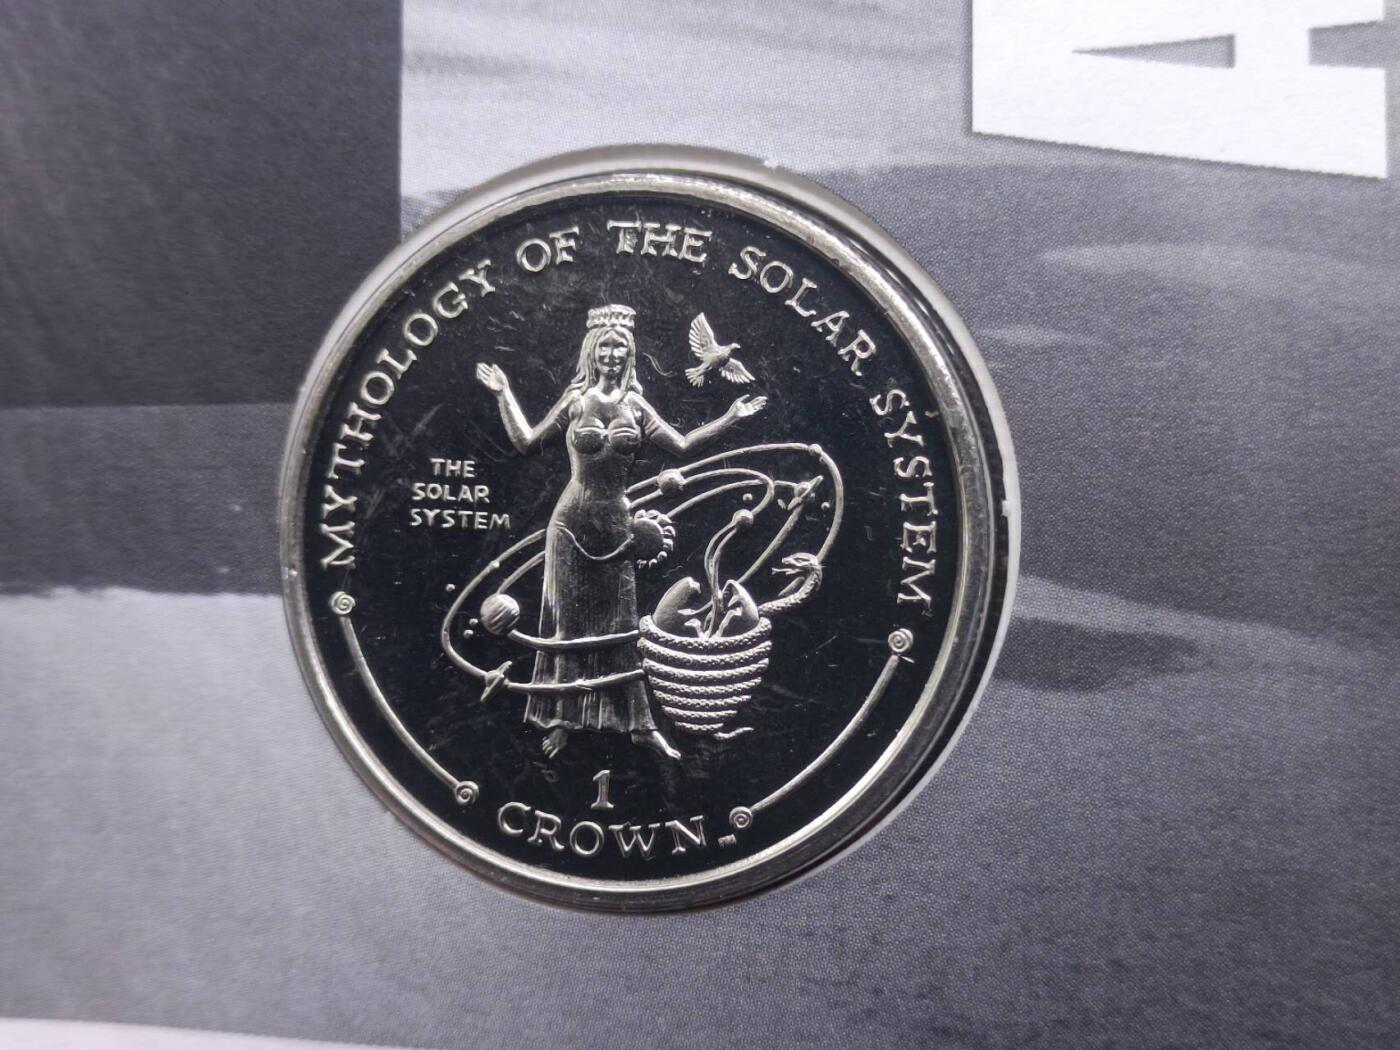 MYTHOLOGY OF THE SOLAR SYSTEM
THE
SOLAR
SYSTEM
1
CROWN
A